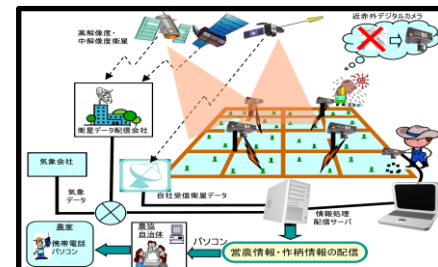 高解像度・
中解像度衛星
近赤外デジタルカメラ
衛星データ配信会社
気象会社
気象
データ
自社受信衛星データ
情報処理
配信サーバ
農家
携帯電話
パソコン
農協
自治体
パソコン
営農情報・作柄情報の配信